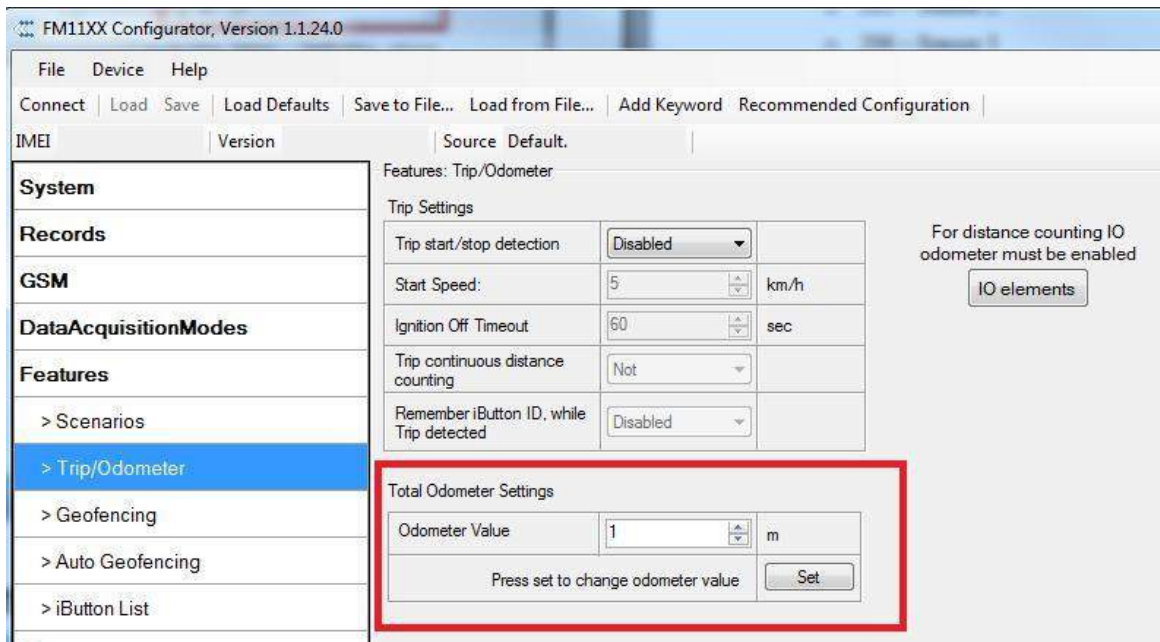 FM11XX Configurator, Version 1.1.24.0
File Device Help
Connect Load Save Load Defaults Save to File... Load from File... Add Keyword Recommended Configuration
IMEI Version Source Default.
System
Records
GSM
DataAcquisitionModes
Features
> Scenarios
> Trip/Odometer
> Geofencing
> Auto Geofencing
> iButton List
Features: Trip/Odometer
Trip Settings
Trip start/stop detection Disabled
Start Speed: 5 km/h
Ignition Off Timeout 60 sec
Trip continuous distance
counting
Not
Remember iButton ID, while
Trip detected
Disabled
For distance counting IO
odometer must be enabled
IO elements
Total Odometer Settings
Odometer Value 1 m
Press set to change odometer value Set